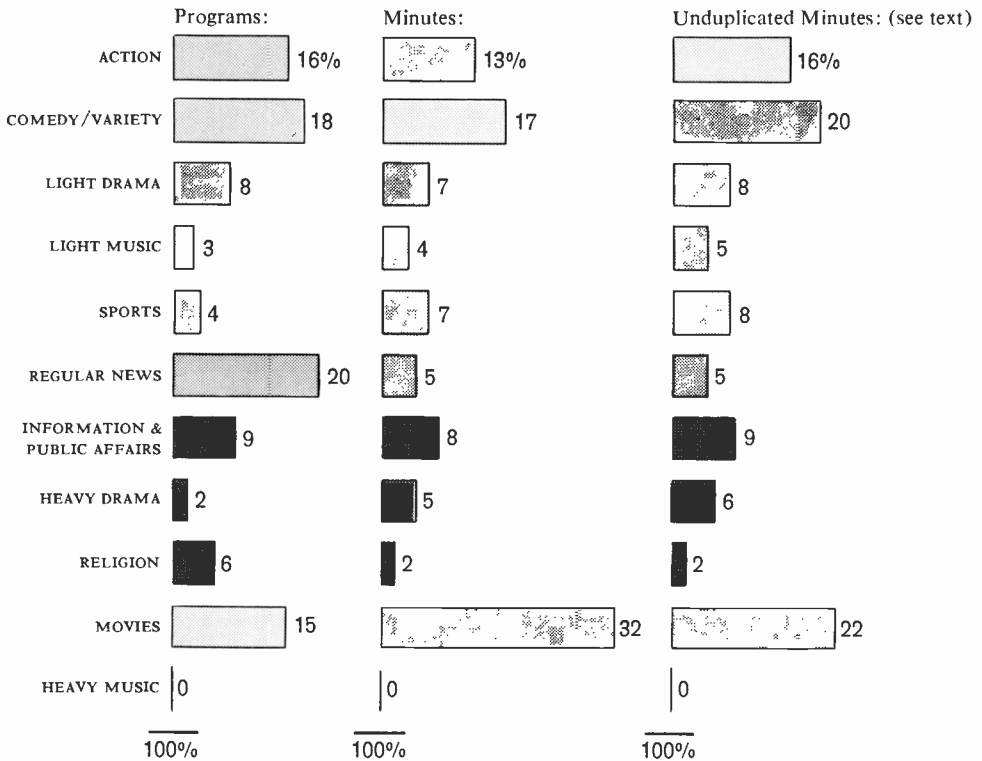 Programs: Minutes: Unduplicated Minutes: (see text)
ACTION 16% 13% 16%
COMEDY/VARIETY 18 17 20
LIGHT DRAMA 8 7 8
LIGHT MUSIC 3 4 5
SPORTS 4 7 8
REGULAR NEWS 20 5 5
INFORMATION &
PUBLIC AFFAIRS 9 8 9
HEAVY DRAMA 2 5 6
RELIGION 6 2 2
MOVIES 15 32 22
HEAVY MUSIC 0 0 0
100% 100% 100%